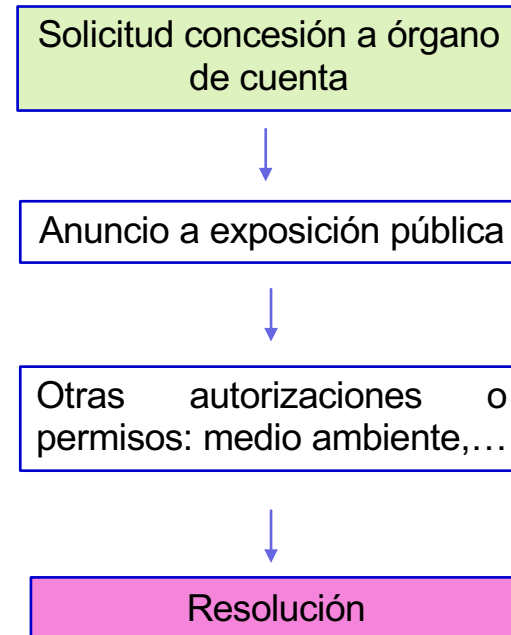 Solicitud concesión a órgano
de cuenta
Anuncio a exposición pública
Otras autorizaciones o
permisos: medio ambiente,…
Resolución